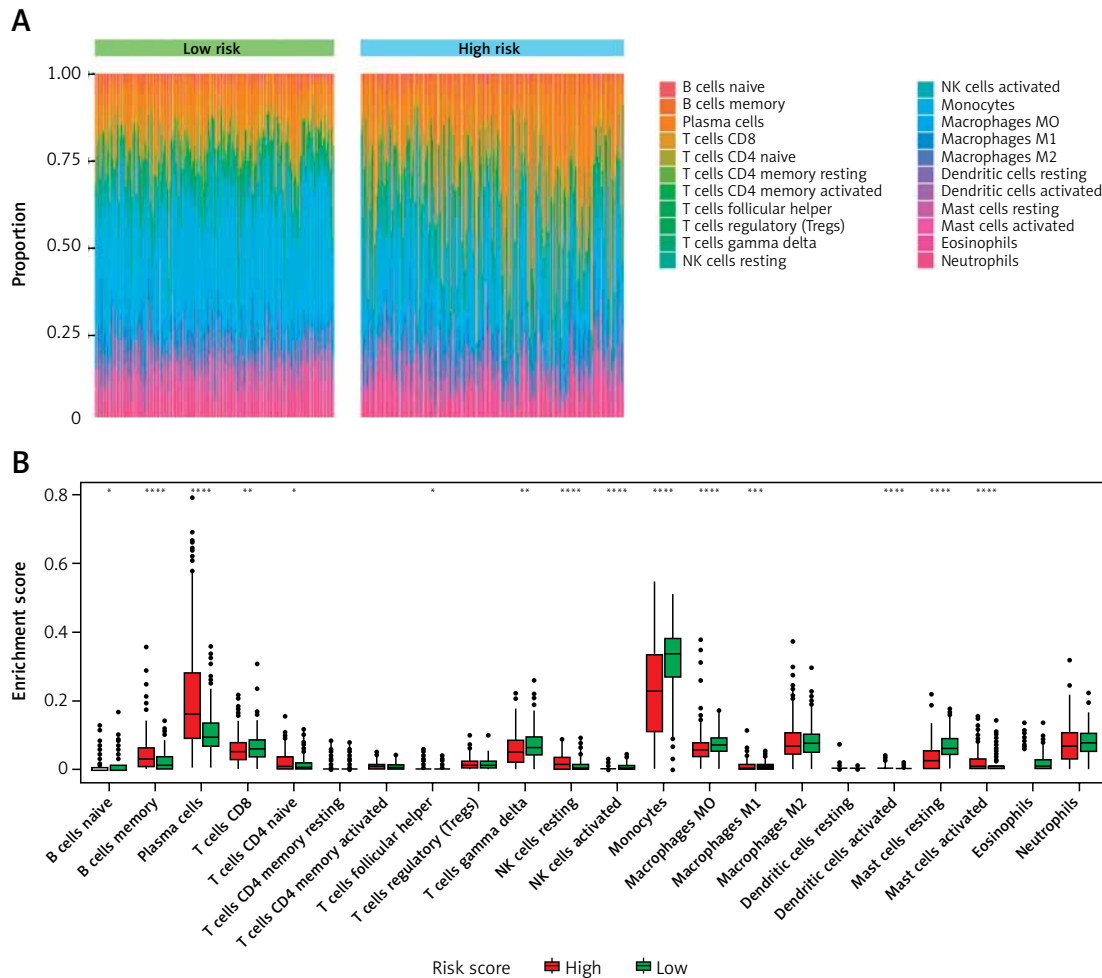 A
Low risk
High risk
1.00
0.75
0.50
0.25
0
Proportion
B cells naive
B cells memory
Plasma cells
T cells CD8
T cells CD4 naive
T cells CD4 memory resting
T cells CD4 memory activated
T cells follicular helper
T cells regulatory (Tregs)
T cells gamma delta
NK cells resting
NK cells activated
Monocytes
Macrophages MO
Macrophages M1
Macrophages M2
Dendritic cells resting
Dendritic cells activated
Mast cells resting
Mast cells activated
Eosinophils
Neutrophils
B
* **** **** ** * * ** **** **** **** **** *** **** **** ****
0.8
0.6
0.4
0.2
0
Enrichment score
B cells naive
B cells memory
Plasma cells
T cells CD8
T cells CD4 naive
T cells CD4 memory resting
T cells CD4 memory activated
T cells follicular helper
T cells regulatory (Tregs)
T cells gamma delta
NK cells resting
NK cells activated
Monocytes
Macrophages MO
Macrophages M1
Macrophages M2
Dendritic cells resting
Dendritic cells activated
Mast cells resting
Mast cells activated
Eosinophils
Neutrophils
Risk score High Low